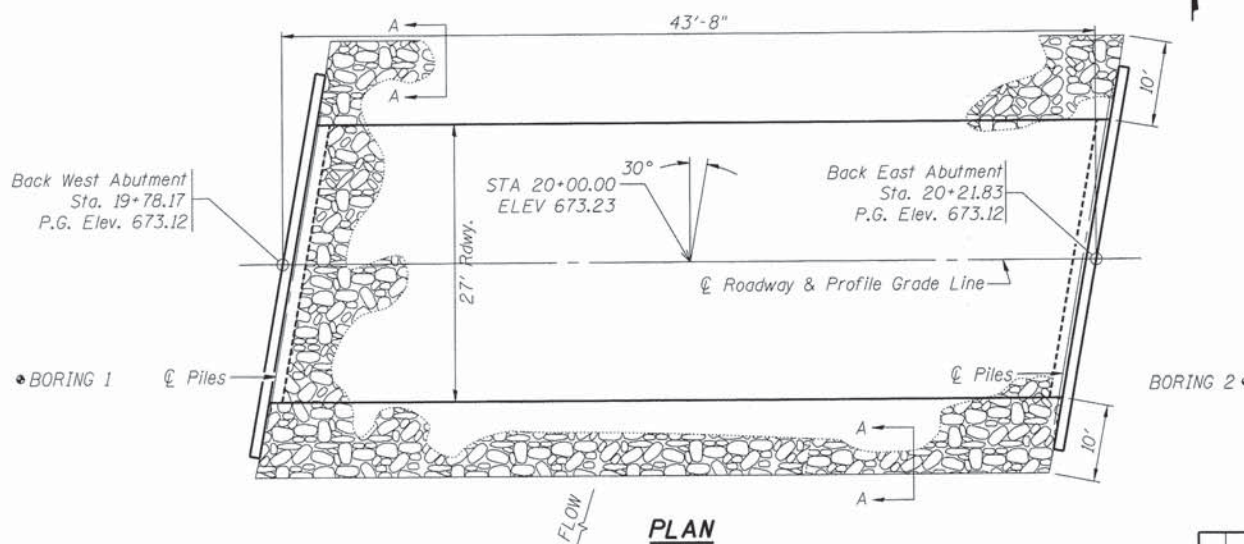 43'-8"
A
A
10'
Back West Abutment
Sta. 19+78.17
P.G. Elev. 673.12
30°
STA 20+00.00
ELEV 673.23
Back East Abutment
Sta. 20+21.83
P.G. Elev. 673.12
27' Rdwy.
℄ Roadway & Profile Grade Line
BORING 1
℄ Piles
℄ Piles
BORING 2
A
A
10'
FLOW
PLAN